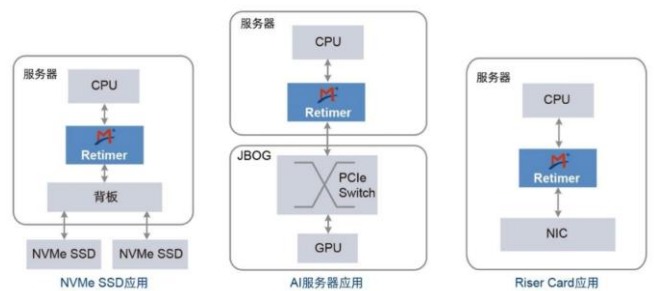 服务器
CPU
Retimer
背板
NVMe SSD
NVMe SSD
NVMe SSD应用
服务器
CPU
Retimer
JBOG
PCIe
Switch
GPU
AI服务器应用
服务器
CPU
Retimer
NIC
Riser Card应用